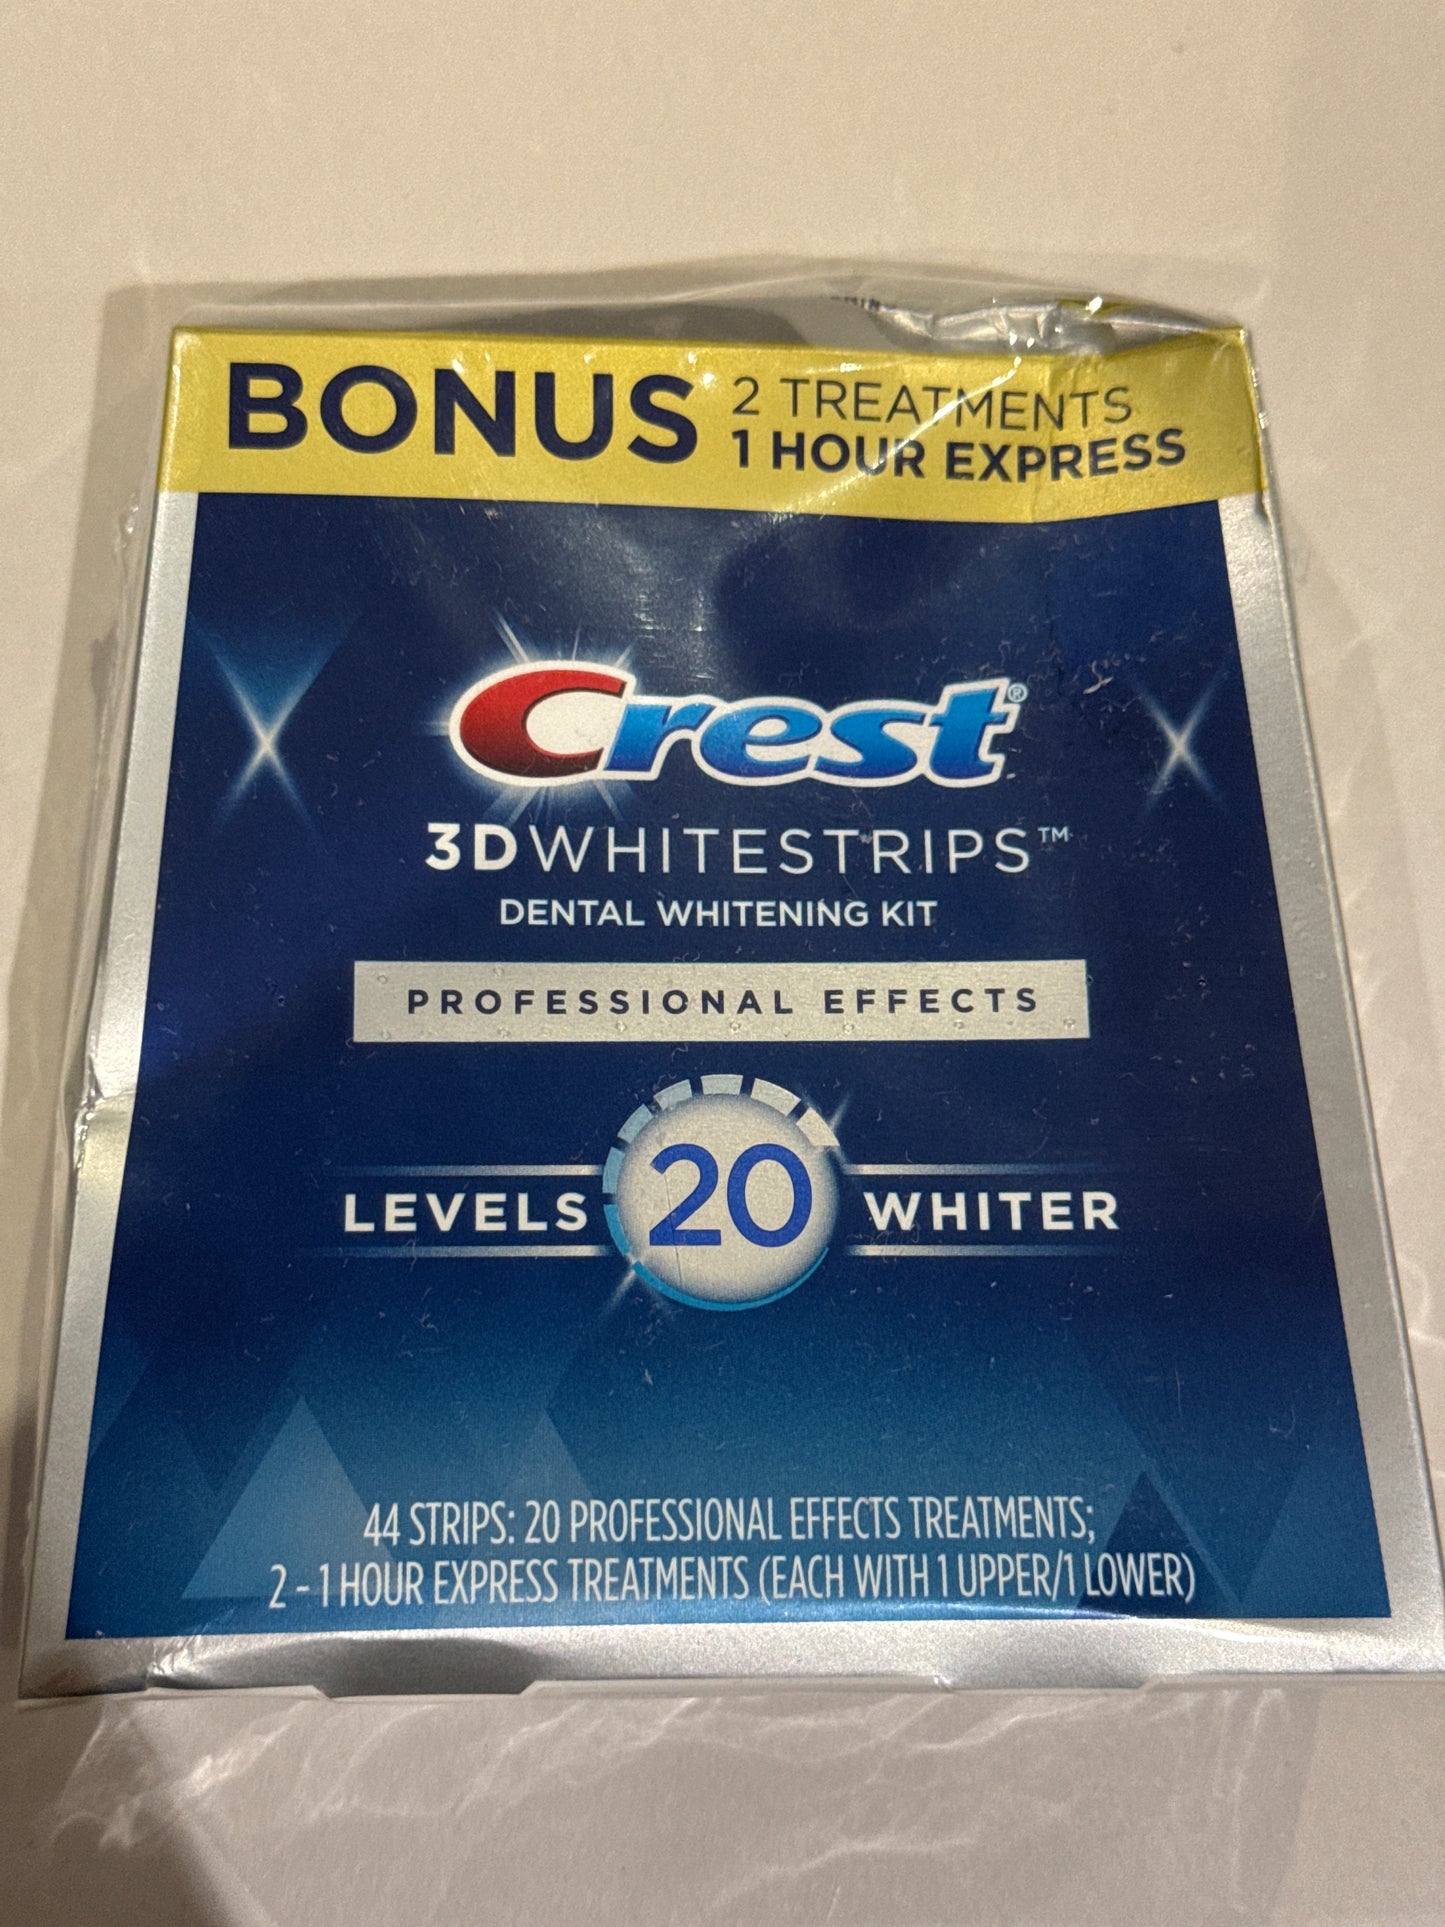 BONUS 2 TREATMENTS
1 HOUR EXPRESS
Crest®
3DWHITESTRIPS™
DENTAL WHITENING KIT
PROFESSIONAL EFFECTS
LEVELS 20 WHITER
44 STRIPS: 20 PROFESSIONAL EFFECTS TREATMENTS;
2 - 1 HOUR EXPRESS TREATMENTS (EACH WITH 1 UPPER/1 LOWER)